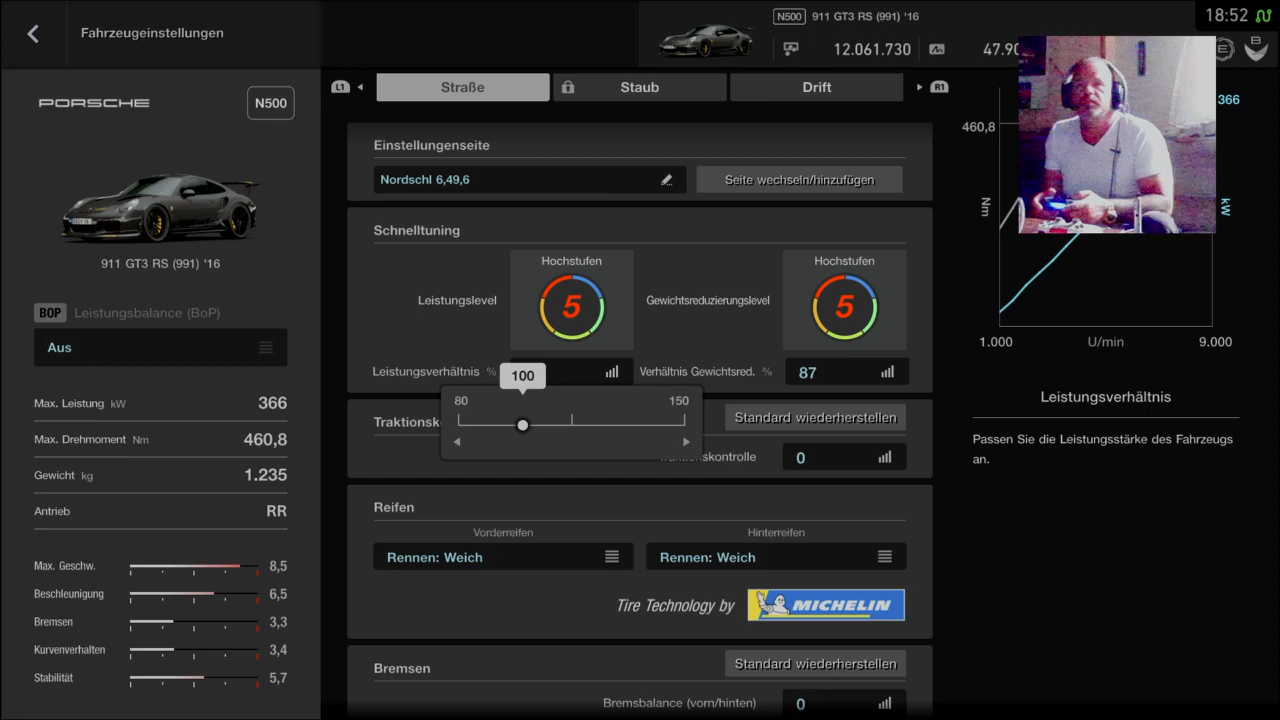 Fahrzeugeinstellungen
N500 911 GT3 RS (991) '16
12.061.730
47.90
18:52
E
B
PORSCHE
N500
911 GT3 RS (991) '16
BOP Leistungsbalance (BoP)
Aus
Max. Leistung kW 366
Max. Drehmoment Nm 460,8
Gewicht kg 1.235
Antrieb RR
Max. Geschw. 8,5
Beschleunigung 6,5
Bremsen 3,3
Kurvenverhalten 3,4
Stabilität 5,7
L1 Straße Staub Drift R1
Einstellungenseite
Nordschl 6,49,6 Seite wechseln/hinzufügen
Schnelltuning
Hochstufen Hochstufen
Leistungslevel 5 Gewichtsreduzierungslevel 5
Leistungsverhältnis % Verhältnis Gewichtsred. % 87
100
80 150
Standard wiederherstellen
0
Reifen
Vorderreifen Hinterreifen
Rennen: Weich Rennen: Weich
Tire Technology by MICHELIN
Bremsen Standard wiederherstellen
Bremsbalance (vorn/hinten) 0
366
460,8
Nm
kW
1.000 U/min 9.000
Leistungsverhältnis
Passen Sie die Leistungsstärke des Fahrzeugs
an.